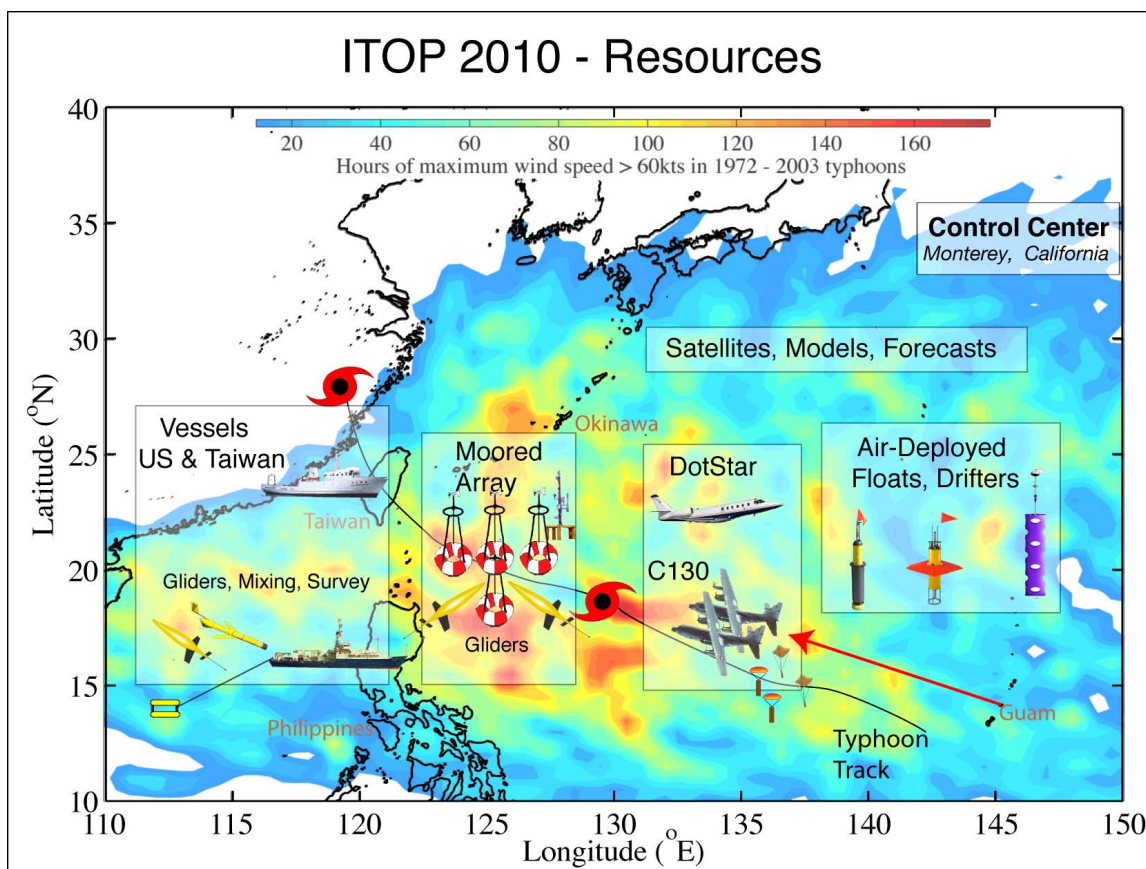 ITOP 2010 - Resources
40
35
30
25
20
15
10
Latitude (°N)
20 40 60 80 100 120 140 160
Hours of maximum wind speed > 60kts in 1972 - 2003 typhoons
Control Center
Monterey, California
Satellites, Models, Forecasts
Okinawa
Vessels
US & Taiwan
Taiwan
Gliders, Mixing, Survey
Moored
Array
Gliders
DotStar
C130
Air-Deployed
Floats, Drifters
Philippines
Guam
Typhoon
Track
110 115 120 125 130 135 140 145 150
Longitude (°E)